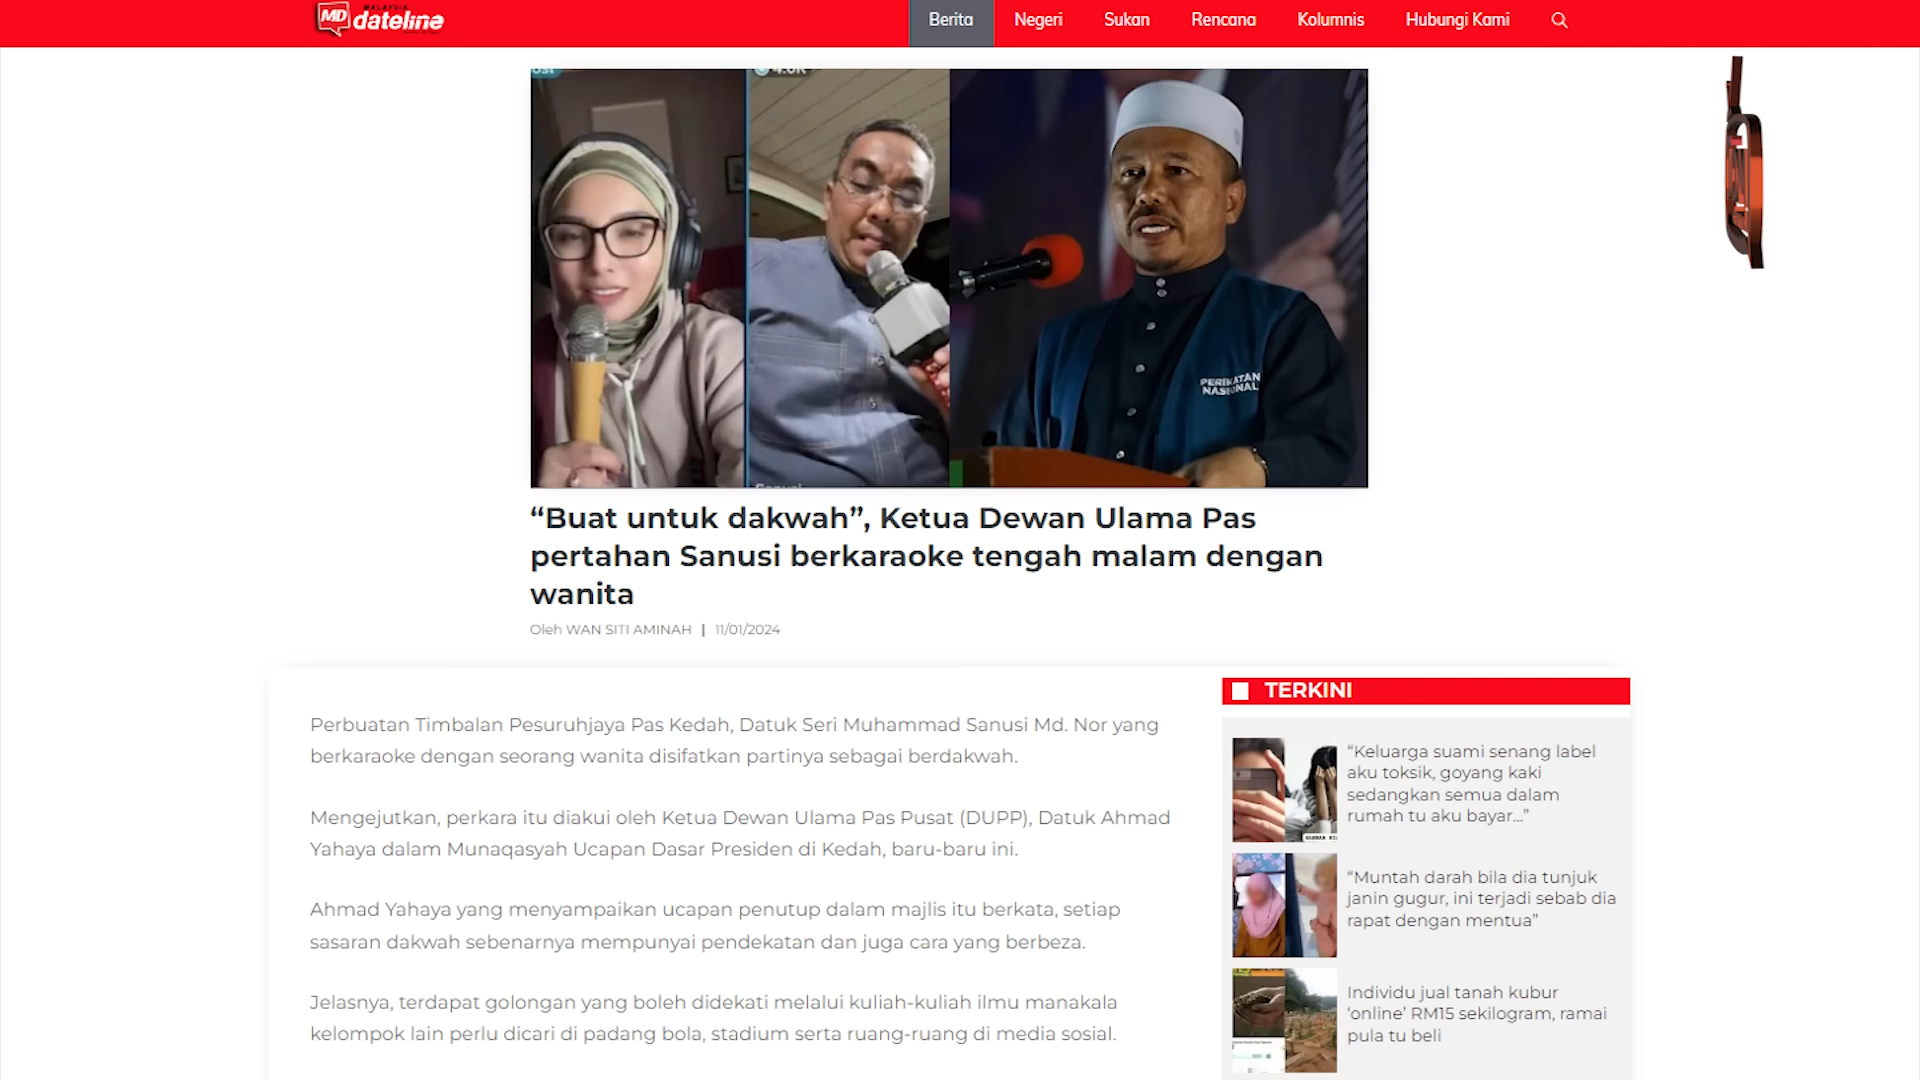 MD
MALAYSIA
dateline
Berita
Negeri
Sukan
Rencana
Kolumnis
Hubungi Kami
4.0K
PERIKATAN
NASIONAL
“Buat untuk dakwah”, Ketua Dewan Ulama Pas
pertahan Sanusi berkaraoke tengah malam dengan
wanita
Oleh WAN SITI AMINAH | 11/01/2024
Perbuatan Timbalan Pesuruhjaya Pas Kedah, Datuk Seri Muhammad Sanusi Md. Nor yang
berkaraoke dengan seorang wanita disifatkan partinya sebagai berdakwah.
Mengejutkan, perkara itu diakui oleh Ketua Dewan Ulama Pas Pusat (DUPP), Datuk Ahmad
Yahaya dalam Munaqasyah Ucapan Dasar Presiden di Kedah, baru-baru ini.
Ahmad Yahaya yang menyampaikan ucapan penutup dalam majlis itu berkata, setiap
sasaran dakwah sebenarnya mempunyai pendekatan dan juga cara yang berbeza.
Jelasnya, terdapat golongan yang boleh didekati melalui kuliah-kuliah ilmu manakala
kelompok lain perlu dicari di padang bola, stadium serta ruang-ruang di media sosial.
TERKINI
“Keluarga suami senang label
aku toksik, goyang kaki
sedangkan semua dalam
rumah tu aku bayar...”
“Muntah darah bila dia tunjuk
janin gugur, ini terjadi sebab dia
rapat dengan mentua”
Individu jual tanah kubur
‘online’ RM15 sekilogram, ramai
pula tu beli